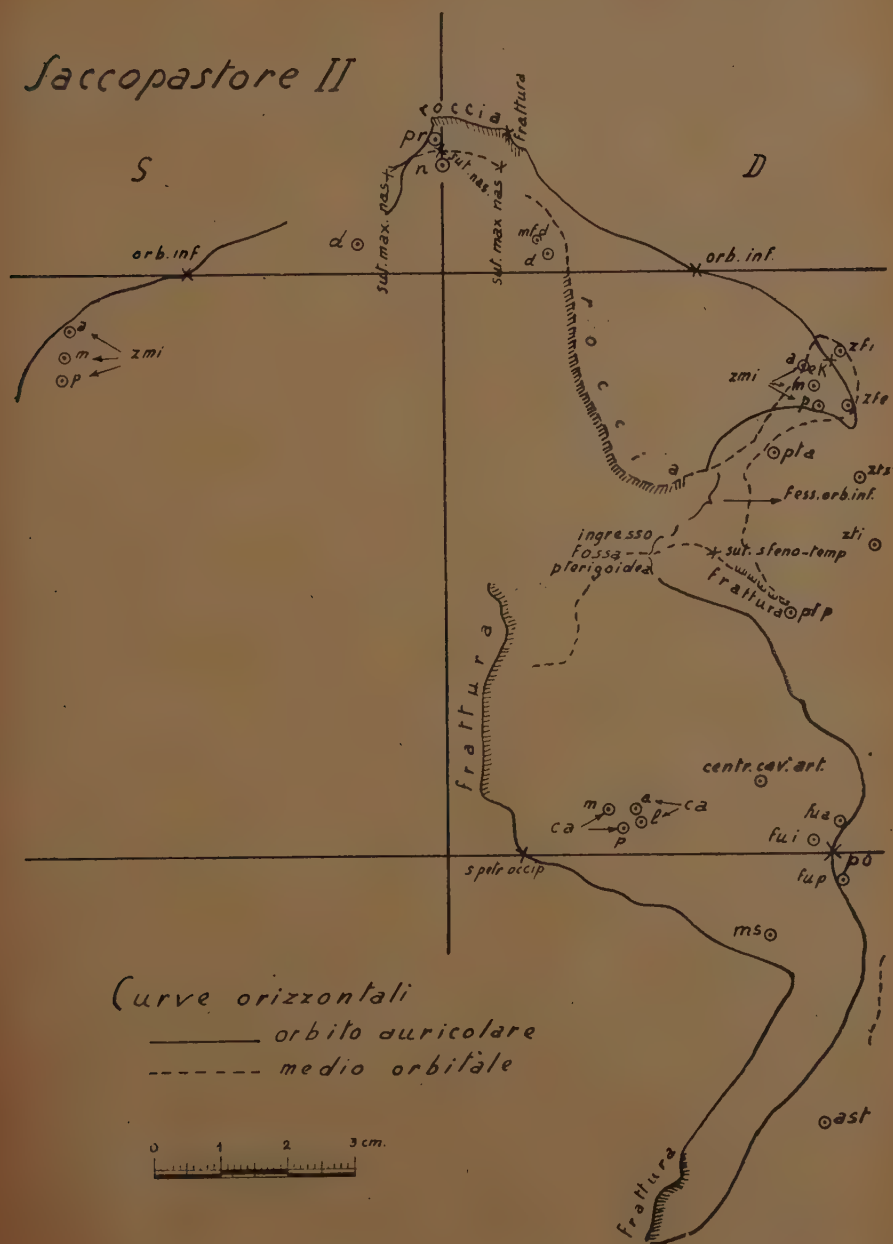 Saccopastore II
roccia
frattura
pr
sut. nas.
S
n
D
sut. max. nas
sut. max nas
d
mf d
d
orb. inf.
orb. inf.
roccia
a
m
zmi
p
zfi
a
ek
zmi
m
p
zfe
pta
zts
fess. orb. inf.
zti
ingresso
fossa
pterigoidea
sut. sfeno-temp
frattura
ptp
frattura
centr. cav. art.
m
a
ca
l
ca
p
fua
fui
po
s petr occip
fup
ms
Curve orizzontali
orbito auricolare
medio orbitale
0 1 2 3 cm.
ast
frattura